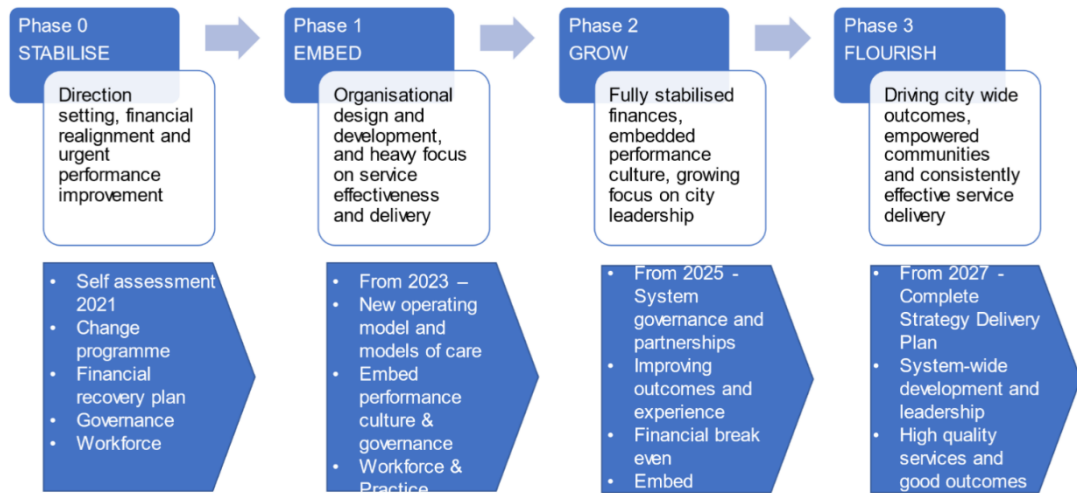 Phase 0
STABILISE
Direction
setting, financial
realignment and
urgent
performance
improvement
Phase 1
EMBED
Organisational
design and
development,
and heavy focus
on service
effectiveness
and delivery
Phase 2
GROW
Fully stabilised
finances,
embedded
performance
culture, growing
focus on city
leadership
Phase 3
FLOURISH
Driving city wide
outcomes,
empowered
communities
and consistently
effective service
delivery
• Self assessment
2021
• Change
programme
• Financial
recovery plan
• Governance
• Workforce
• From 2023 –
• New operating
model and
models of care
• Embed
performance
culture &
governance
• Workforce &
Practice
• From 2025 -
System
governance and
partnerships
• Improving
outcomes and
experience
• Financial break
even
• Embed
• From 2027 -
Complete
Strategy Delivery
Plan
• System-wide
development and
leadership
• High quality
services and
good outcomes